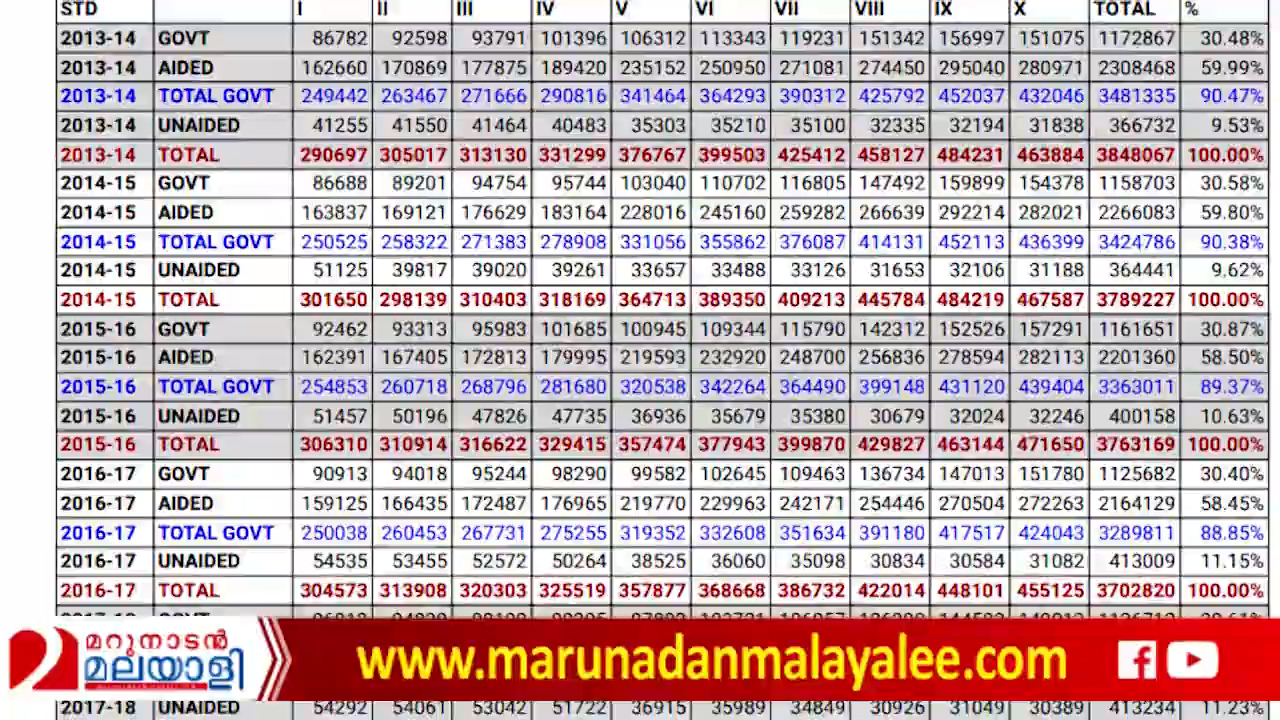 STD I II III IV V VI VII VIII IX X TOTAL %
2013-14 GOVT 86782 92598 93791 101396 106312 113343 119231 151342 156997 151075 1172867 30.48%
2013-14 AIDED 162660 170869 177875 189420 235152 250950 271081 274450 295040 280971 2308468 59.99%
2013-14 TOTAL GOVT 249442 263467 271666 290816 341464 364293 390312 425792 452037 432046 3481335 90.47%
2013-14 UNAIDED 41255 41550 41464 40483 35303 35210 35100 32335 32194 31838 366732 9.53%
2013-14 TOTAL 290697 305017 313130 331299 376767 399503 425412 458127 484231 463884 3848067 100.00%
2014-15 GOVT 86688 89201 94754 95744 103040 110702 116805 147492 159899 154378 1158703 30.58%
2014-15 AIDED 163837 169121 176629 183164 228016 245160 259282 266639 292214 282021 2266083 59.80%
2014-15 TOTAL GOVT 250525 258322 271383 278908 331056 355862 376087 414131 452113 436399 3424786 90.38%
2014-15 UNAIDED 51125 39817 39020 39261 33657 33488 33126 31653 32106 31188 364441 9.62%
2014-15 TOTAL 301650 298139 310403 318169 364713 389350 409213 445784 484219 467587 3789227 100.00%
2015-16 GOVT 92462 93313 95983 101685 100945 109344 115790 142312 152526 157291 1161651 30.87%
2015-16 AIDED 162391 167405 172813 179995 219593 232920 248700 256836 278594 282113 2201360 58.50%
2015-16 TOTAL GOVT 254853 260718 268796 281680 320538 342264 364490 399148 431120 439404 3363011 89.37%
2015-16 UNAIDED 51457 50196 47826 47735 36936 35679 35380 30679 32024 32246 400158 10.63%
2015-16 TOTAL 306310 310914 316622 329415 357474 377943 399870 429827 463144 471650 3763169 100.00%
2016-17 GOVT 90913 94018 95244 98290 99582 102645 109463 136734 147013 151780 1125682 30.40%
2016-17 AIDED 159125 166435 172487 176965 219770 229963 242171 254446 270504 272263 2164129 58.45%
2016-17 TOTAL GOVT 250038 260453 267731 275255 319352 332608 351634 391180 417517 424043 3289811 88.85%
2016-17 UNAIDED 54535 53455 52572 50264 38525 36060 35098 30834 30584 31082 413009 11.15%
2016-17 TOTAL 304573 313908 320303 325519 357877 368668 386732 422014 448101 455125 3702820 100.00%
മറുനാടൻ
മലയാളി
www.marunadanmalayalee.com
2017-18 UNAIDED 54292 54061 53042 51722 36915 35989 34849 30926 31049 30389 413234 11.23%